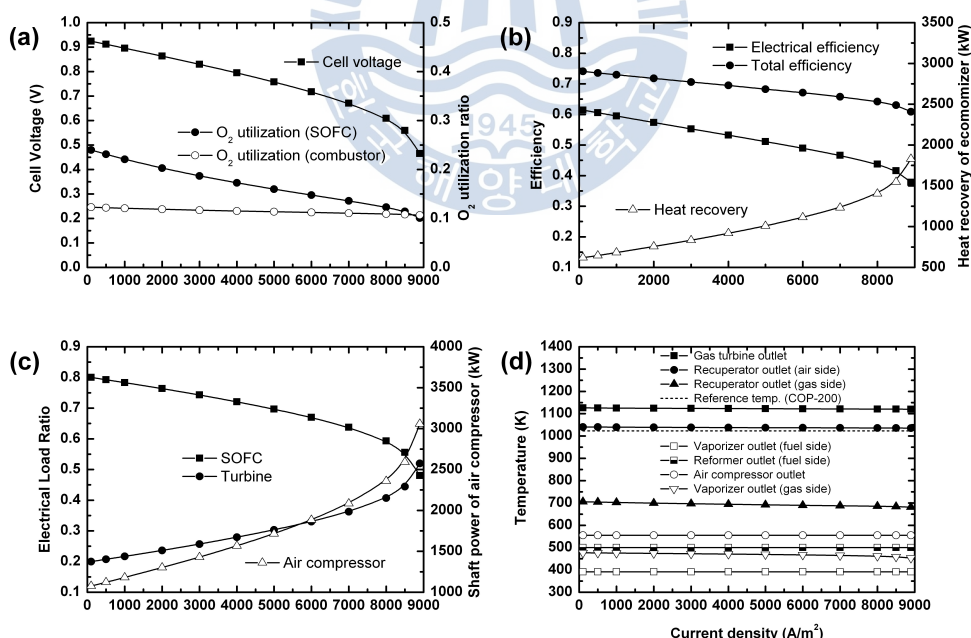 (a)
1.0
0.9
0.8
0.7
0.6
0.5
0.4
0.3
0.2
0.1
0.0
Cell Voltage (V)
Cell voltage
O2 utilization (SOFC)
O2 utilization (combustor)
0.5
0.4
0.3
0.2
0.1
0.0
O2 utilization ratio
0 1000 2000 3000 4000 5000 6000 7000 8000 9000
1945
해양대학교
(b)
0.9
0.8
0.7
0.6
0.5
0.4
0.3
0.2
0.1
Efficiency
Electrical efficiency
Total efficiency
Heat recovery
3500
3000
2500
2000
1500
1000
500
Heat recovery of ecomomizer (kW)
0 2000 4000 6000 8000
(c)
0.9
0.8
0.7
0.6
0.5
0.4
0.3
0.2
0.1
Electrical Load Ratio
SOFC
Turbine
Air compressor
4000
3500
3000
2500
2000
1500
1000
Shaft power of air compressor (kW)
0 1000 2000 3000 4000 5000 6000 7000 8000 9000
(d)
1400
1300
1200
1100
1000
900
800
700
600
500
400
300
Temperature (K)
Gas turbine outlet
Recuperator outlet (air side)
Recuperator outlet (gas side)
Reference temp. (COP-200)
Vaporizer outlet (fuel side)
Reformer outlet (fuel side)
Air compressor outlet
Vaporizer outlet (gas side)
0 1000 2000 3000 4000 5000 6000 7000 8000 9000
Current density (A/m2)